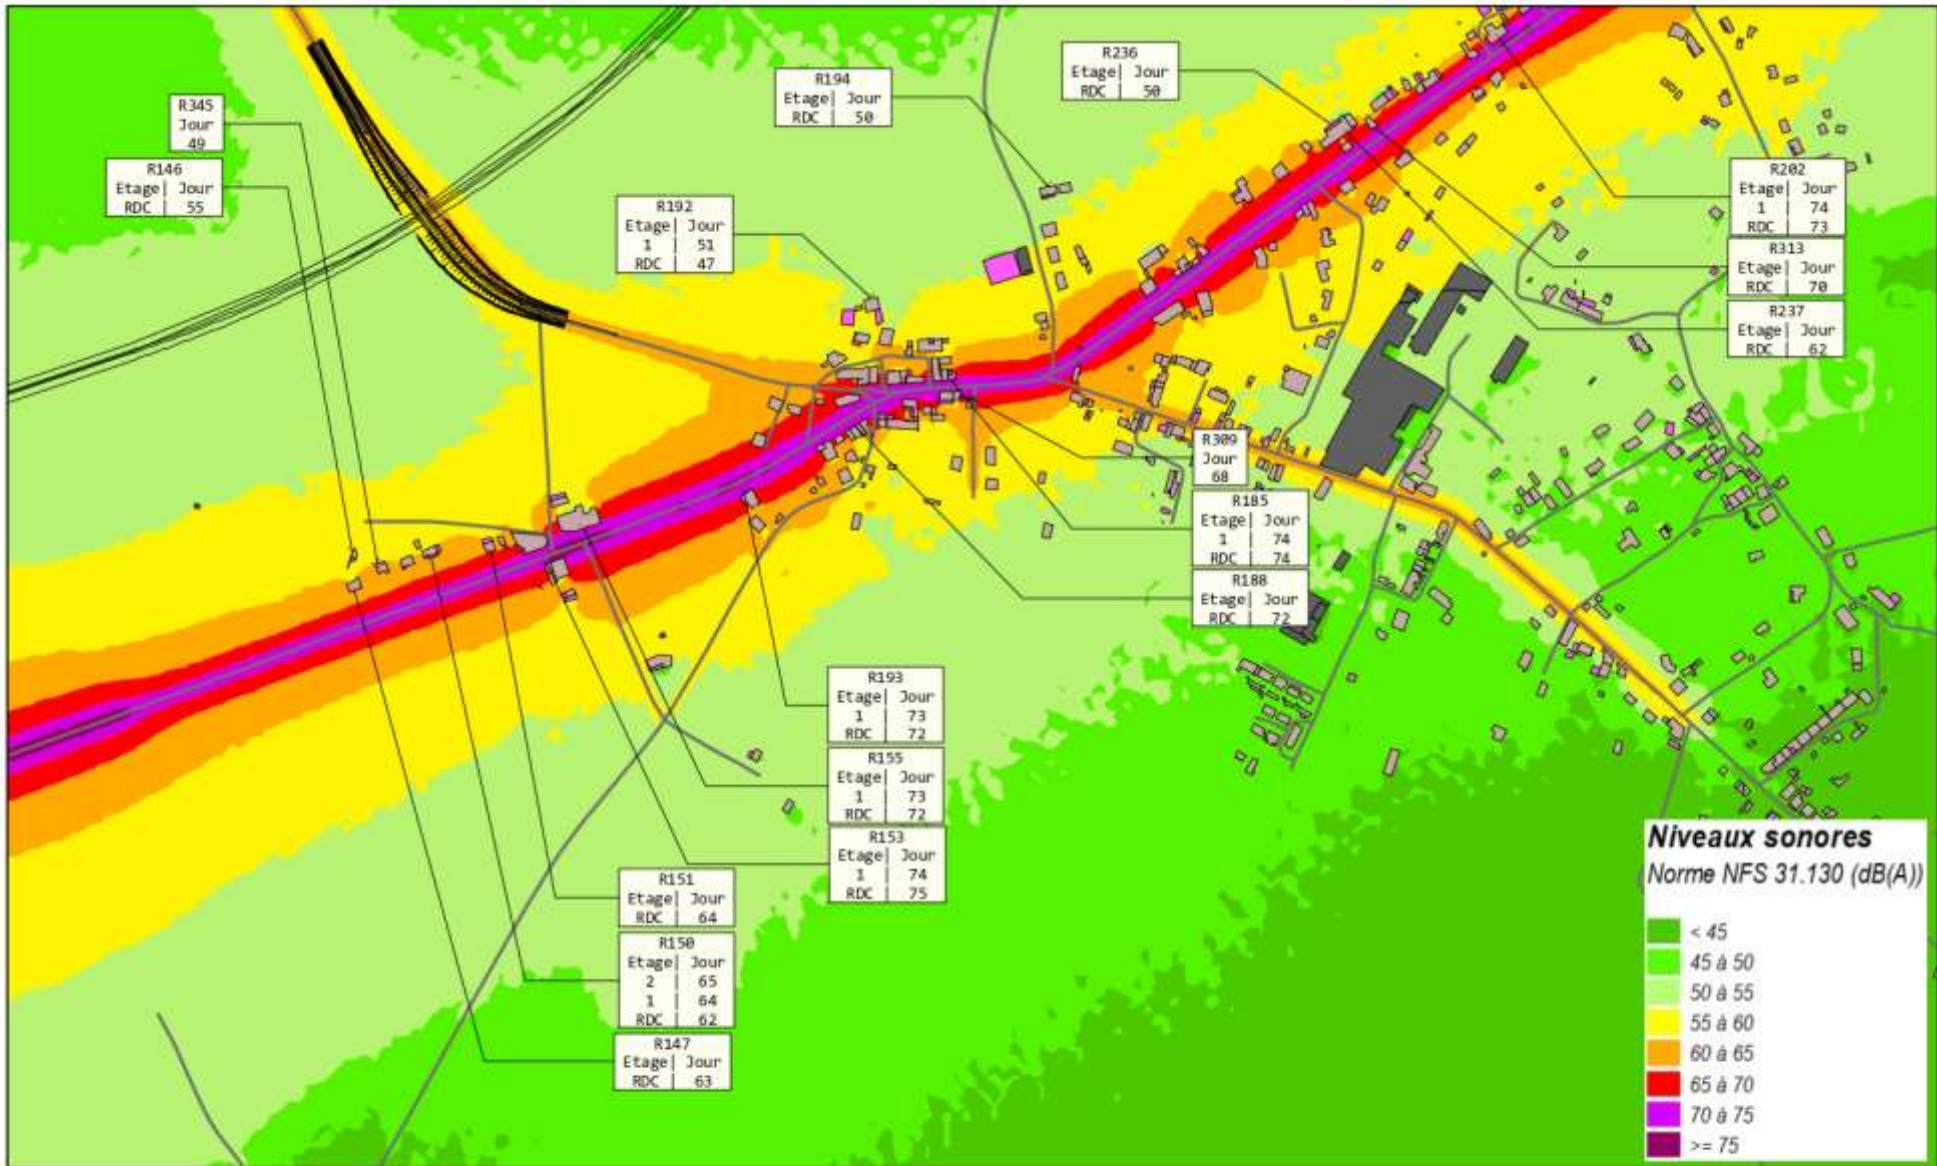 R345
Jour
49
R146
Etage| Jour
RDC | 55
R194
Etage| Jour
RDC | 50
R192
Etage| Jour
1 | 51
RDC | 47
R236
Etage| Jour
RDC | 50
R202
Etage| Jour
1 | 74
RDC | 73
R313
Etage| Jour
RDC | 70
R237
Etage| Jour
RDC | 62
R309
Jour
68
R185
Etage| Jour
1 | 74
RDC | 74
R188
Etage| Jour
RDC | 72
R193
Etage| Jour
1 | 73
RDC | 72
R155
Etage| Jour
1 | 73
RDC | 72
R153
Etage| Jour
1 | 74
RDC | 75
R151
Etage| Jour
RDC | 64
R150
Etage| Jour
2 | 65
1 | 64
RDC | 62
R147
Etage| Jour
RDC | 63
Niveaux sonores
Norme NFS 31.130 (dB(A))
< 45
45 à 50
50 à 55
55 à 60
60 à 65
65 à 70
70 à 75
>= 75